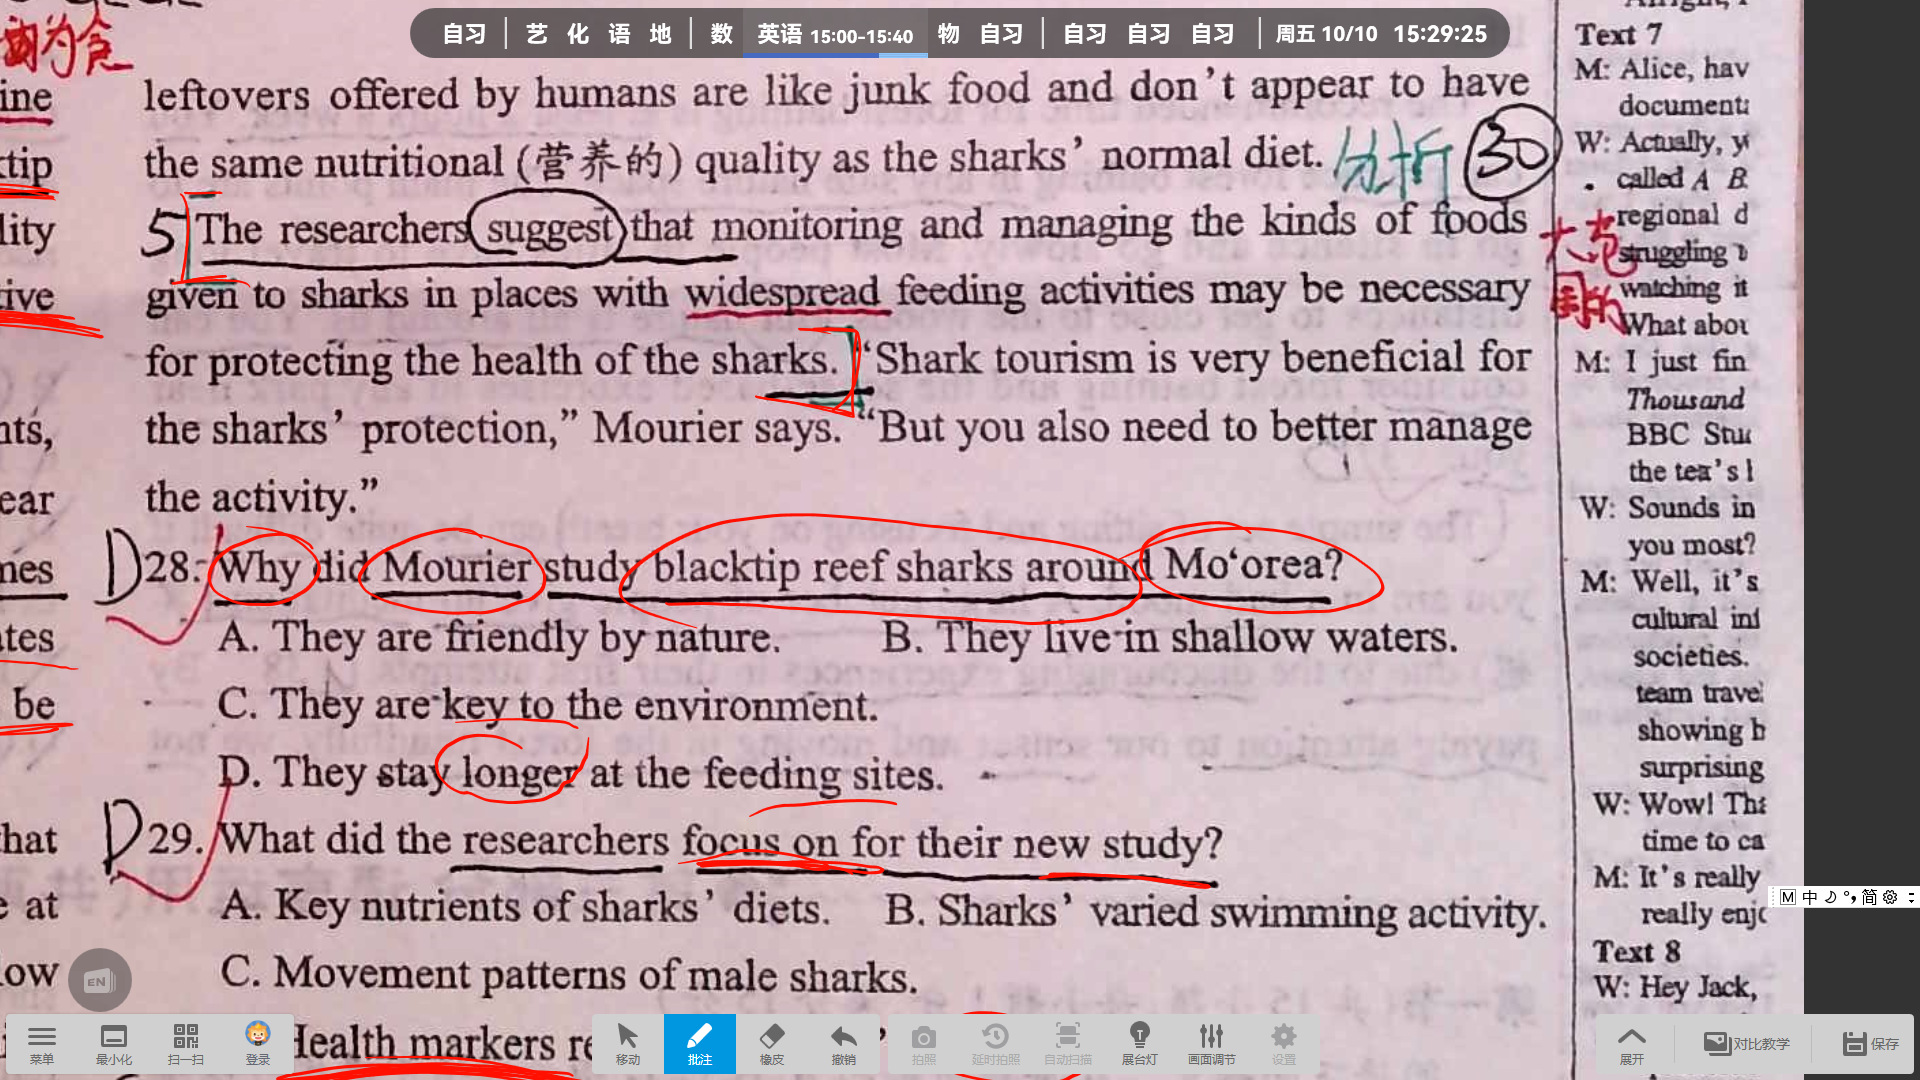 自习 | 艺 化 语 地 | 数 英语 15:00-15:40 物 自习 | 自习 自习 自习 | 周五 10/10 15:29:25
为食
ine
tip
lity
ive
nts,
ear
mes
ates
be
hat
e at
ow
leftovers offered by humans are like junk food and don’t appear to have
the same nutritional (营养的) quality as the sharks’ normal diet. 分析 30
5 The researchers suggest that monitoring and managing the kinds of foods
given to sharks in places with widespread feeding activities may be necessary
for protecting the health of the sharks. “Shark tourism is very beneficial for
the sharks’ protection,” Mourier says. “But you also need to better manage
the activity.”
D 28. Why did Mourier study blacktip reef sharks around Mo‘orea?
A. They are friendly by nature. B. They live in shallow waters.
C. They are key to the environment.
D. They stay longer at the feeding sites.
D 29. What did the researchers focus on for their new study?
A. Key nutrients of sharks’ diets. B. Sharks’ varied swimming activity.
C. Movement patterns of male sharks.
Health markers re
Text 7
M: Alice, hav
document
W: Actually, y
called A B
regional d
struggling
watching it
What abou
M: I just fin
Thousand
BBC Stu
the tea’s l
W: Sounds in
you most?
M: Well, it’s
cultural inf
societies.
team travel
showing h
surprising
W: Wow! Tha
time to ca
M: It’s really
really enjo
Text 8
W: Hey Jack,
M 中 简
EN
菜单 最小化 扫一扫 登录 移动 批注 橡皮 撤销 拍照 延时拍照 自动扫描 展台灯 画面调节 设置 展开 对比教学 保存